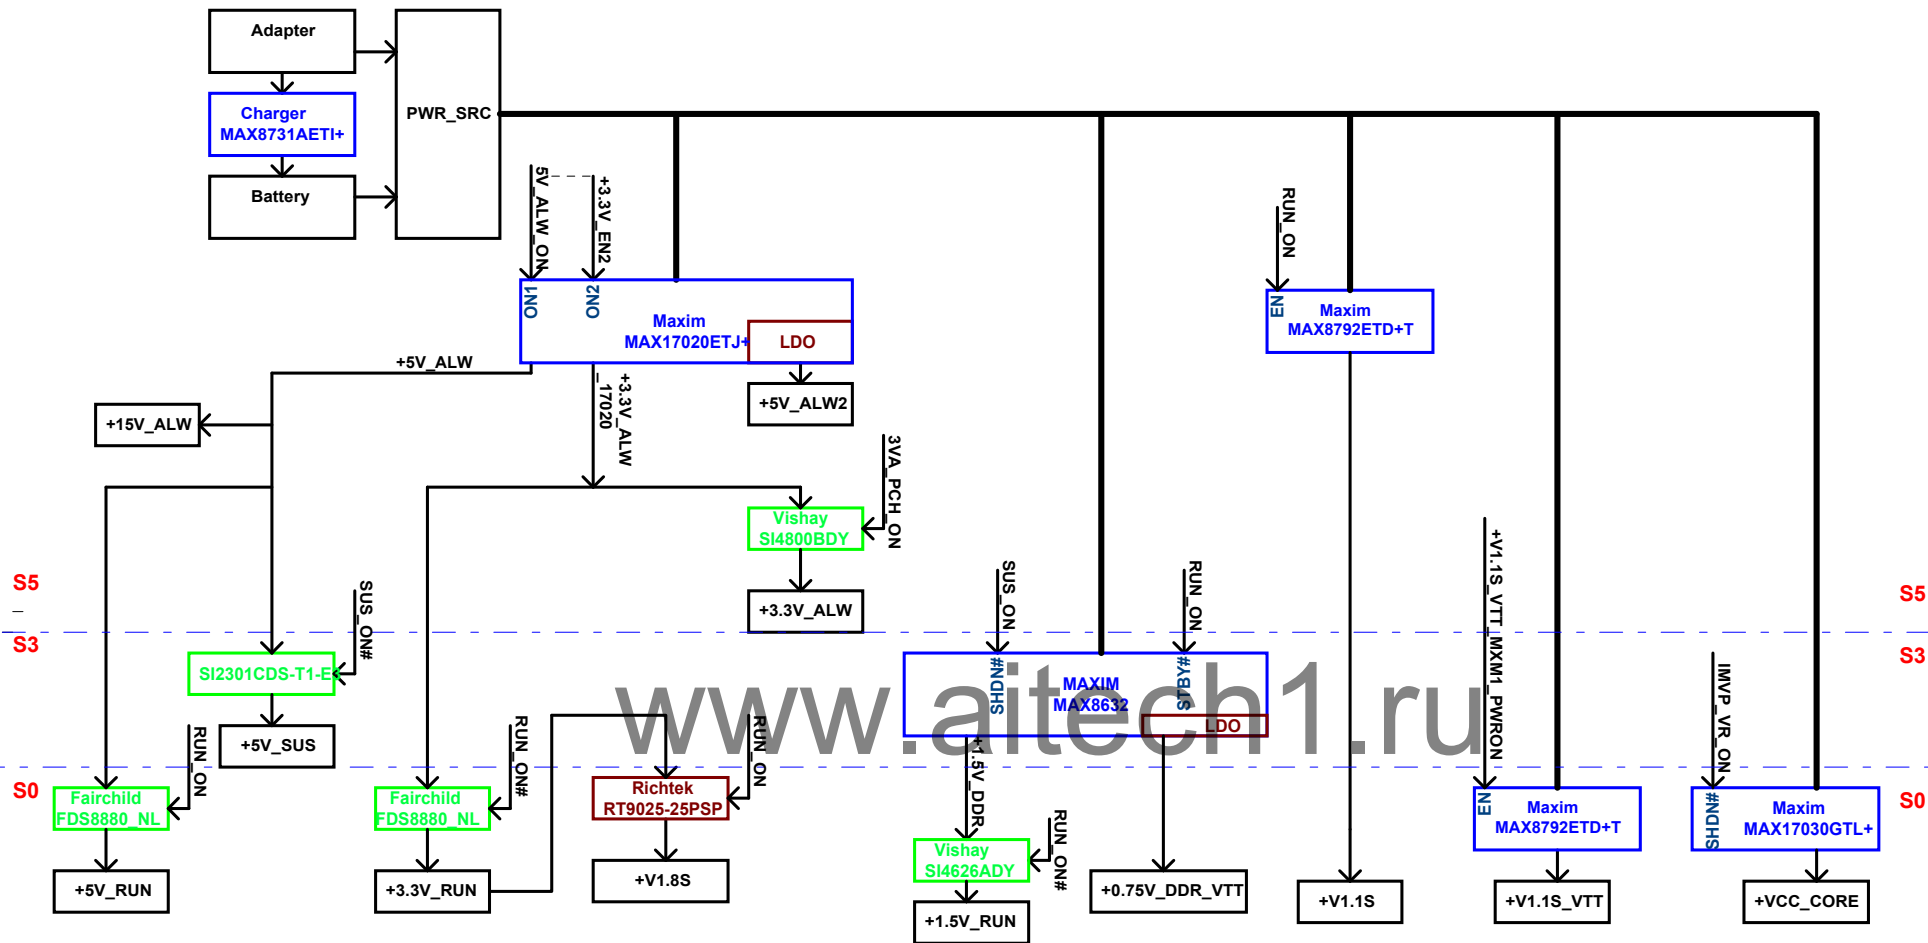 Adapter
Charger
MAX8731AETI+
Battery
PWR_SRC
5V_ALW_ON
+3.3V_EN2
RUN_ON
ON1
ON2
Maxim
MAX17020ETJ+
LDO
EN
Maxim
MAX8792ETD+T
+5V_ALW
+3.3V_ALW
_17020
+5V_ALW2
+15V_ALW
3VA_PCH_ON
Vishay
SI4800BDY
+3.3V_ALW
S5
S5
S3
S3
SUS_ON#
SI2301CDS-T1-E
+5V_SUS
SUS_ON
RUN_ON
SHDN#
STBY#
MAXIM
MAX8632
LDO
+V1.1S_VTT_MXM1_PWRON
IMVP_VR_ON
www.aitech1.ru
RUN_ON
RUN_ON#
RUN_ON
+1.5V_DDR
S0
S0
Fairchild
FDS8880_NL
Fairchild
FDS8880_NL
Richtek
RT9025-25PSP
EN
Maxim
MAX8792ETD+T
SHDN#
Maxim
MAX17030GTL+
RUN_ON#
Vishay
SI4626ADY
+5V_RUN
+3.3V_RUN
+V1.8S
+1.5V_RUN
+0.75V_DDR_VTT
+V1.1S
+V1.1S_VTT
+VCC_CORE